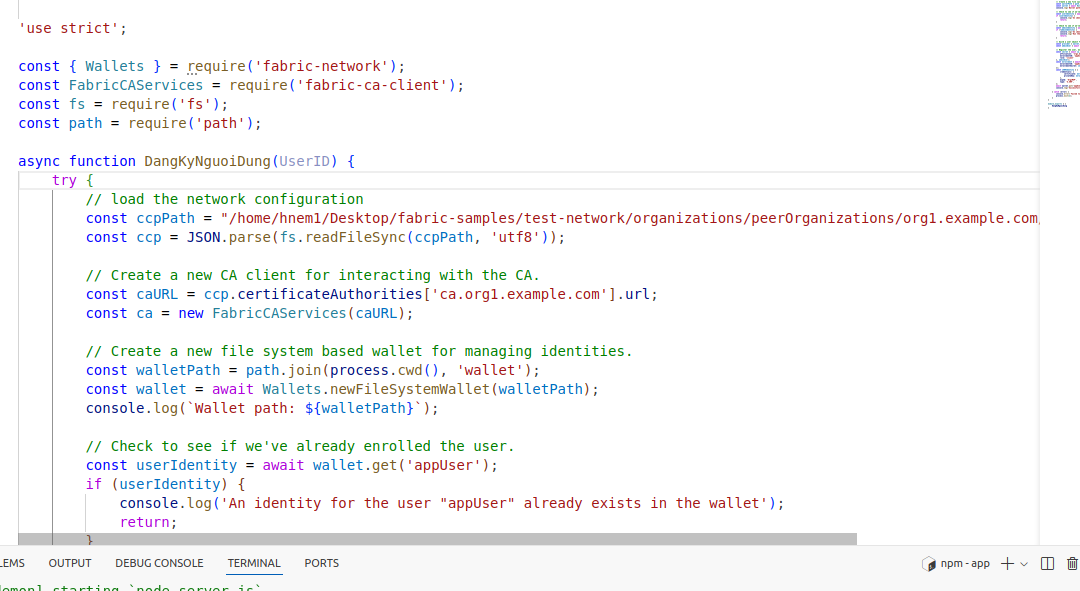 'use strict';
const { Wallets } = require('fabric-network');
const FabricCAServices = require('fabric-ca-client');
const fs = require('fs');
const path = require('path');
async function DangKyNguoiDung(UserID) {
    try {
        // load the network configuration
        const ccpPath = "/home/hnem1/Desktop/fabric-samples/test-network/organizations/peerOrganizations/org1.example.com
        const ccp = JSON.parse(fs.readFileSync(ccpPath, 'utf8'));
        // Create a new CA client for interacting with the CA.
        const caURL = ccp.certificateAuthorities['ca.org1.example.com'].url;
        const ca = new FabricCAServices(caURL);
        // Create a new file system based wallet for managing identities.
        const walletPath = path.join(process.cwd(), 'wallet');
        const wallet = await Wallets.newFileSystemWallet(walletPath);
        console.log(`Wallet path: ${walletPath}`);
        // Check to see if we've already enrolled the user.
        const userIdentity = await wallet.get('appUser');
        if (userIdentity) {
            console.log('An identity for the user "appUser" already exists in the wallet');
            return;
        }
LEMS OUTPUT DEBUG CONSOLE TERMINAL PORTS npm - app
demon] starting `node server.js`